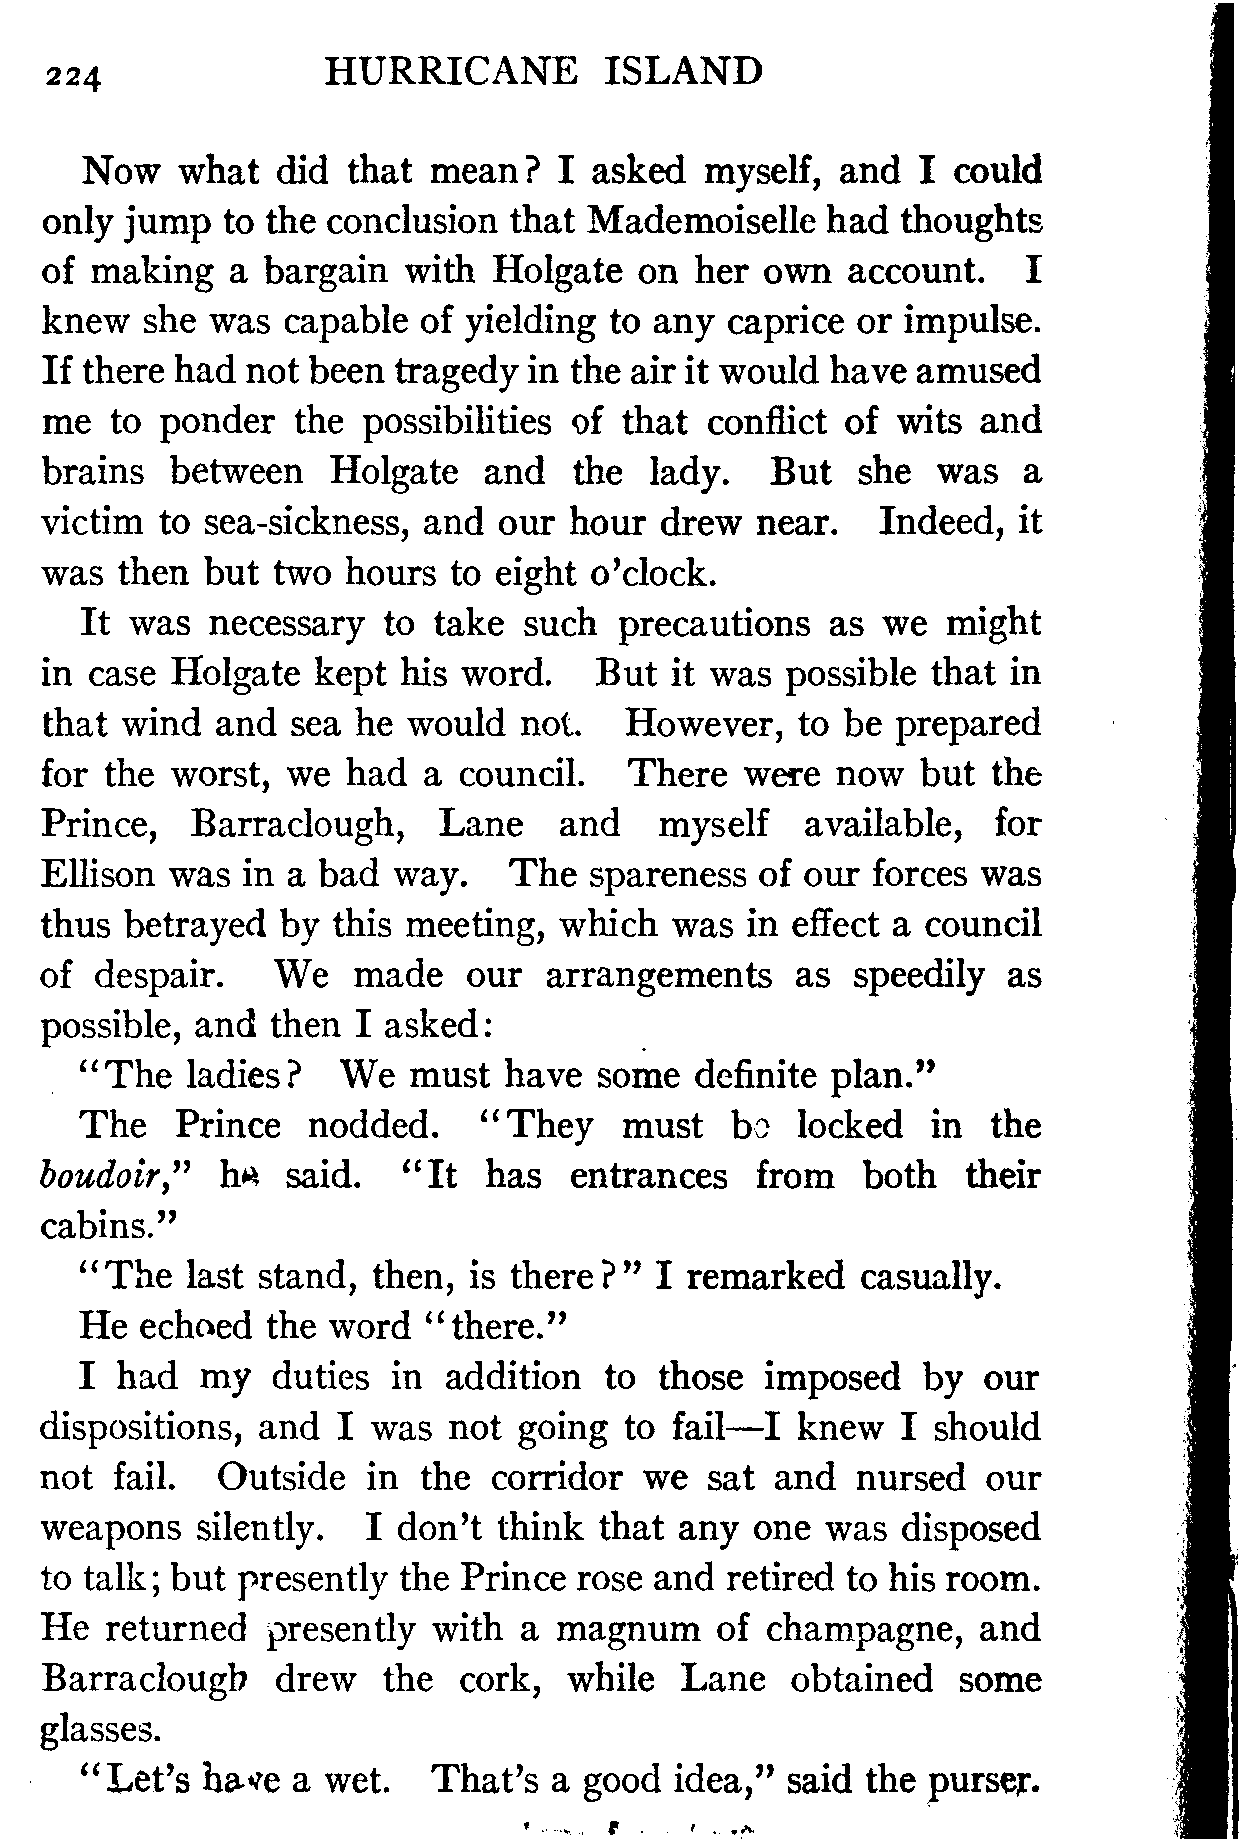 224 HURRICANE ISLAND
Now what did that mean? I asked myself, and I could
only jump to the conclusion that Mademoiselle had thoughts
of making a bargain with Holgate on her own account. I
knew she was capable of yielding to any caprice or impulse.
If there had not been tragedy in the air it would have amused
me to ponder the possibilities of that conflict of wits and
brains between Holgate and the lady. But she was a
victim to sea-sickness, and our hour drew near. Indeed, it
was then but two hours to eight o'clock.
It was necessary to take such precautions as we might
in case Holgate kept his word. But it was possible that in
that wind and sea he would not. However, to be prepared
for the worst, we had a council. There were now but the
Prince, Barraclough, Lane and myself available, for
Ellison was in a bad way. The spareness of our forces was
thus betrayed by this meeting, which was in effect a council
of despair. We made our arrangements as speedily as
possible, and then I asked:
"The ladies? We must have some definite plan."
The Prince nodded. "They must be locked in the
boudoir," he said. "It has entrances from both their
cabins."
"The last stand, then, is there?" I remarked casually.
He echoed the word "there."
I had my duties in addition to those imposed by our
dispositions, and I was not going to fail—I knew I should
not fail. Outside in the corridor we sat and nursed our
weapons silently. I don't think that any one was disposed
to talk; but presently the Prince rose and retired to his room.
He returned presently with a magnum of champagne, and
Barraclough drew the cork, while Lane obtained some
glasses.
"Let's have a wet. That's a good idea," said the purser.